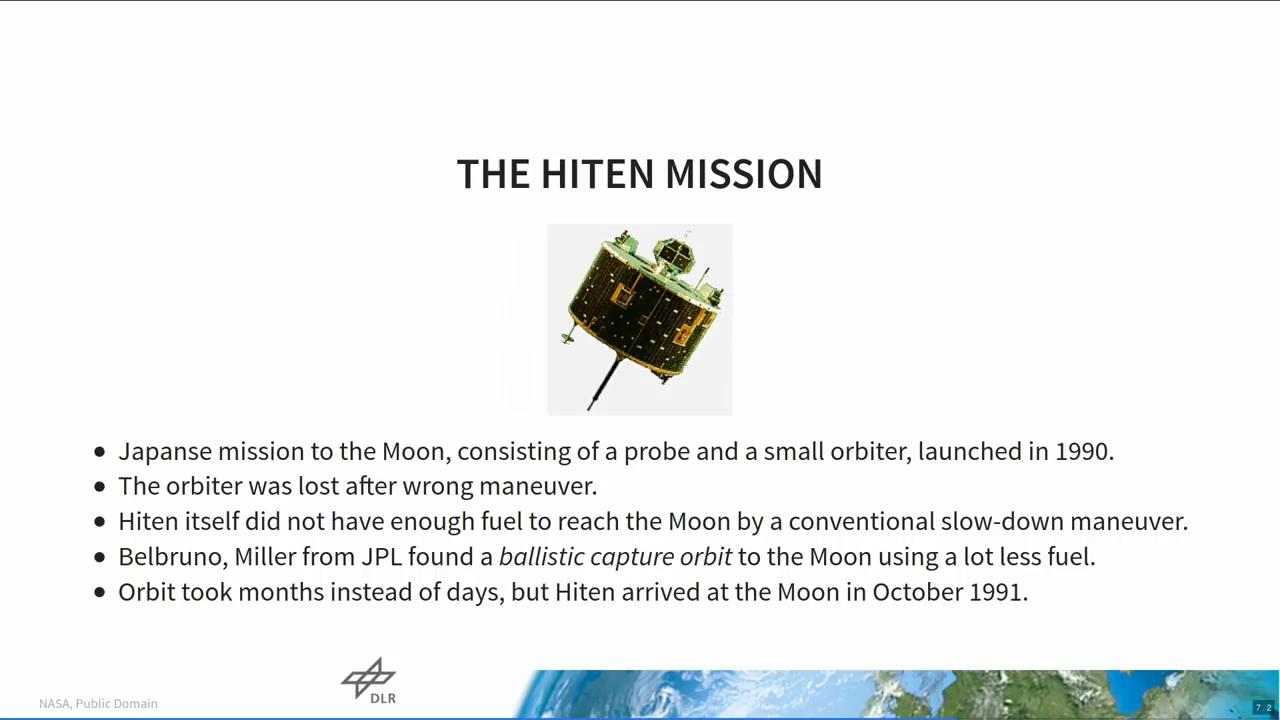 THE HITEN MISSION
Japanse mission to the Moon, consisting of a probe and a small orbiter, launched in 1990.
The orbiter was lost after wrong maneuver.
Hiten itself did not have enough fuel to reach the Moon by a conventional slow-down maneuver.
Belbruno, Miller from JPL found a ballistic capture orbit to the Moon using a lot less fuel.
Orbit took months instead of days, but Hiten arrived at the Moon in October 1991.
DLR
NASA, Public Domain
7.2